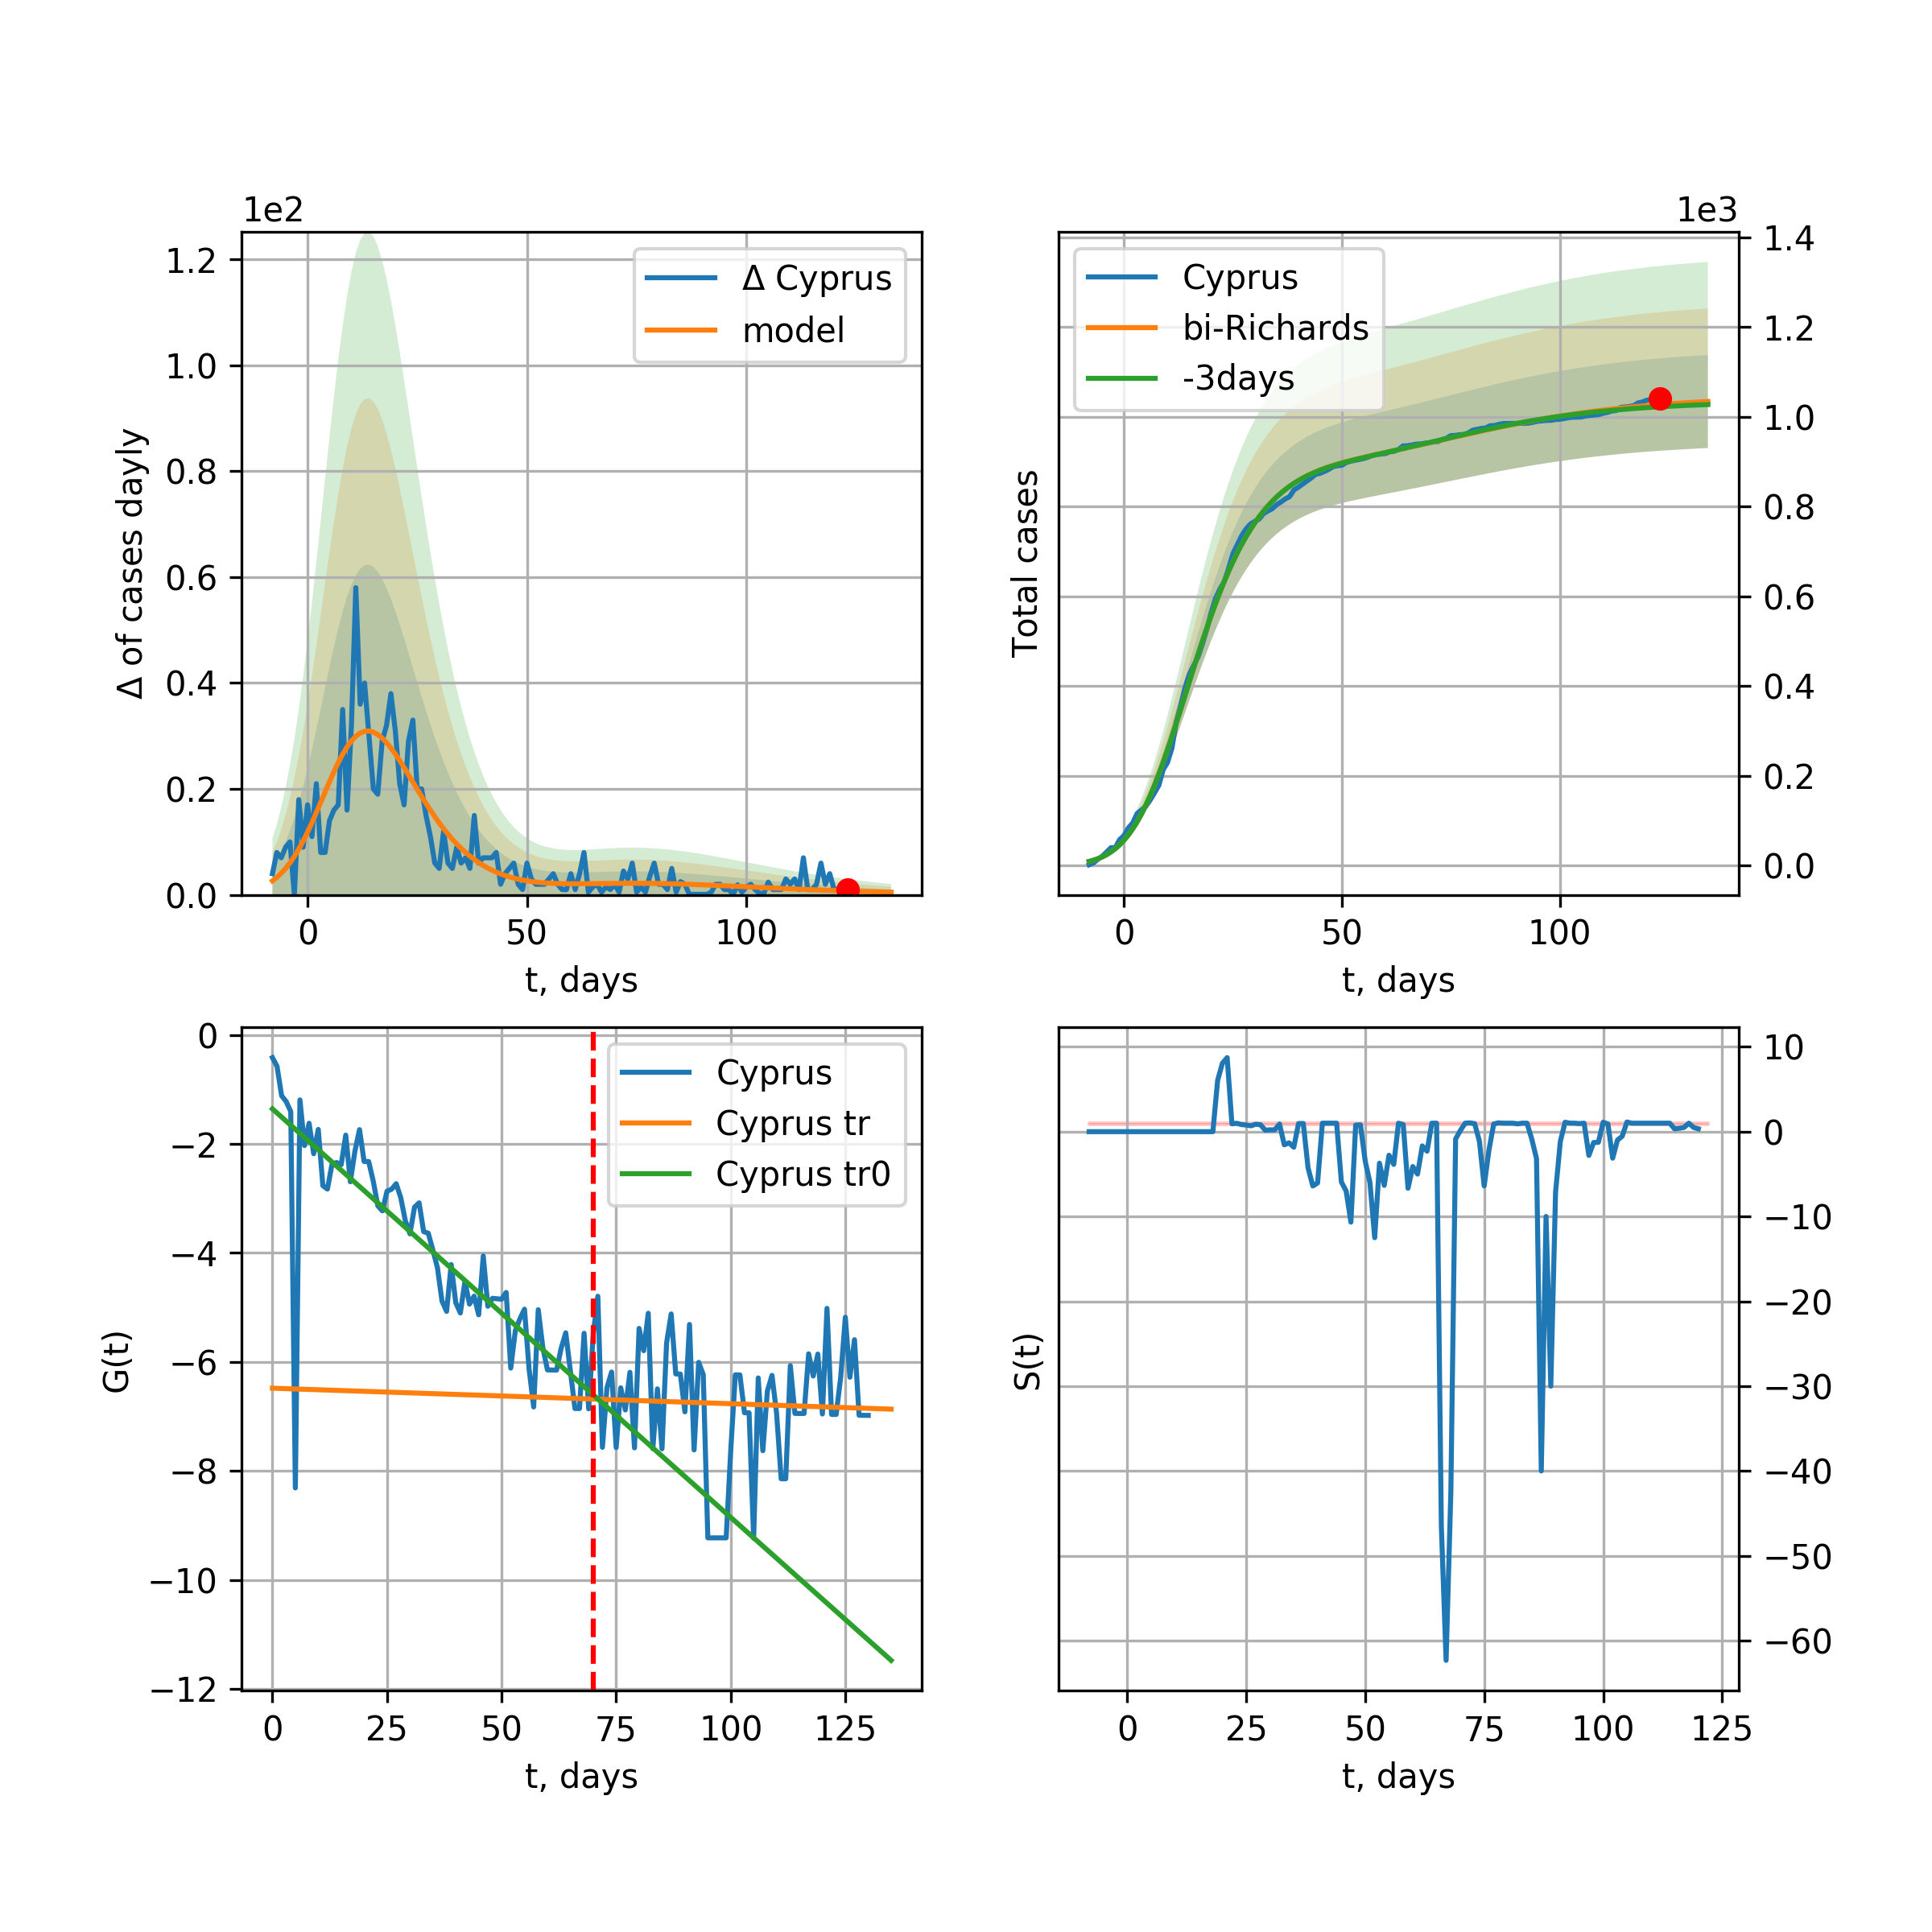 1e2
1.2
1.0
0.8
0.6
0.4
0.2
0.0
Δ of cases dayly
Δ Cyprus
model
0 50 100
t, days
1e3
1.4
1.2
1.0
0.8
0.6
0.4
0.2
0.0
Total cases
Cyprus
bi-Richards
-3days
0 50 100
t, days
0
−2
−4
−6
−8
−10
−12
G(t)
Cyprus
Cyprus tr
Cyprus tr0
0 25 50 75 100 125
t, days
10
0
−10
−20
−30
−40
−50
−60
S(t)
0 25 50 75 100 125
t, days